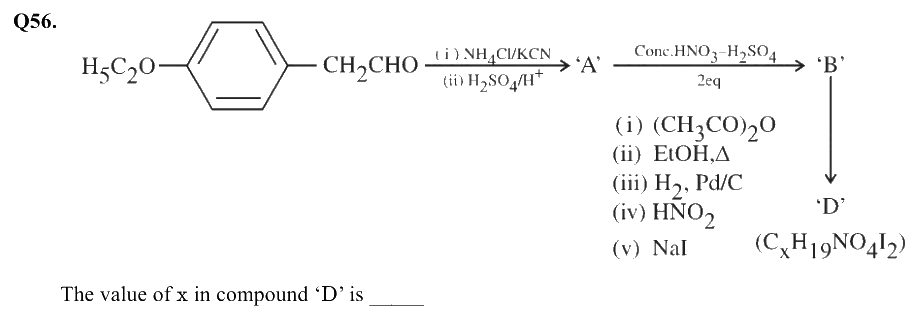 Q56.
H₅C₂O
CH₂CHO
(i) NH₄Cl/KCN
(ii) H₂SO₄/H⁺
'A'
Conc.HNO₃–H₂SO₄
2eq
'B'
(i) (CH₃CO)₂O
(ii) EtOH,Δ
(iii) H₂, Pd/C
(iv) HNO₂
(v) NaI
'D'
(CₓH₁₉NO₄I₂)
The value of x in compound 'D' is _____